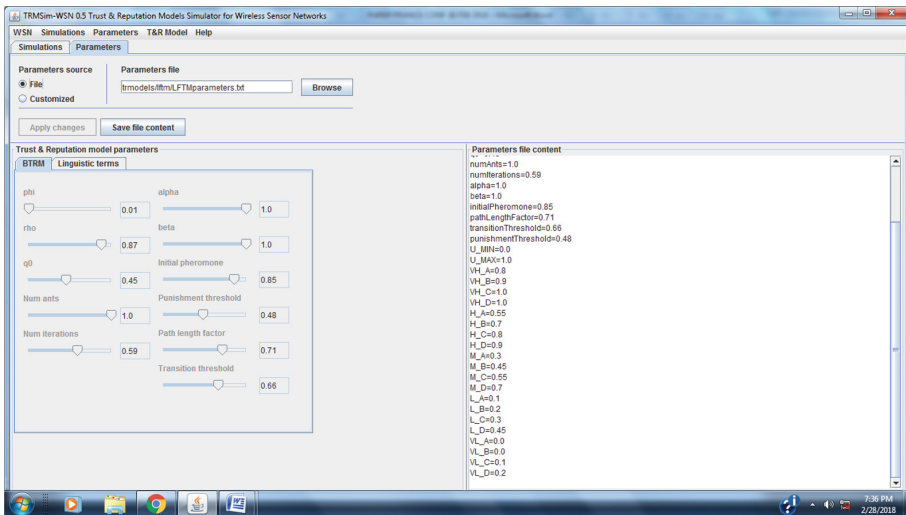 TRMSim-WSN 0.5 Trust & Reputation Models Simulator for Wireless Sensor Networks
WSN Simulations Parameters T&R Model Help
Simulations Parameters
Parameters source Parameters file
File
trmodels/lftm/LFTMparameters.txt Browse
Customized
Apply changes Save file content
Trust & Reputation model parameters
BTRM Linguistic terms
phi alpha
0.01 1.0
rho beta
0.87 1.0
q0 Initial pheromone
0.45 0.85
Num ants Punishment threshold
1.0 0.48
Num iterations Path length factor
0.59 0.71
Transition threshold
0.66
Parameters file content
numAnts=1.0
numIterations=0.59
alpha=1.0
beta=1.0
initialPheromone=0.85
pathLengthFactor=0.71
transitionThreshold=0.66
punishmentThreshold=0.48
U_MIN=0.0
U_MAX=1.0
VH_A=0.8
VH_B=0.9
VH_C=1.0
VH_D=1.0
H_A=0.55
H_B=0.7
H_C=0.8
H_D=0.9
M_A=0.3
M_B=0.45
M_C=0.55
M_D=0.7
L_A=0.1
L_B=0.2
L_C=0.3
L_D=0.45
VL_A=0.0
VL_B=0.0
VL_C=0.1
VL_D=0.2
7:36 PM
2/28/2018